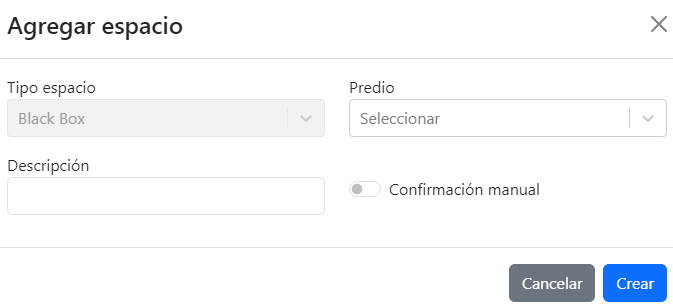 Agregar espacio
Tipo espacio
Predio
Black Box
Seleccionar
Descripción
Confirmación manual
Cancelar
Crear